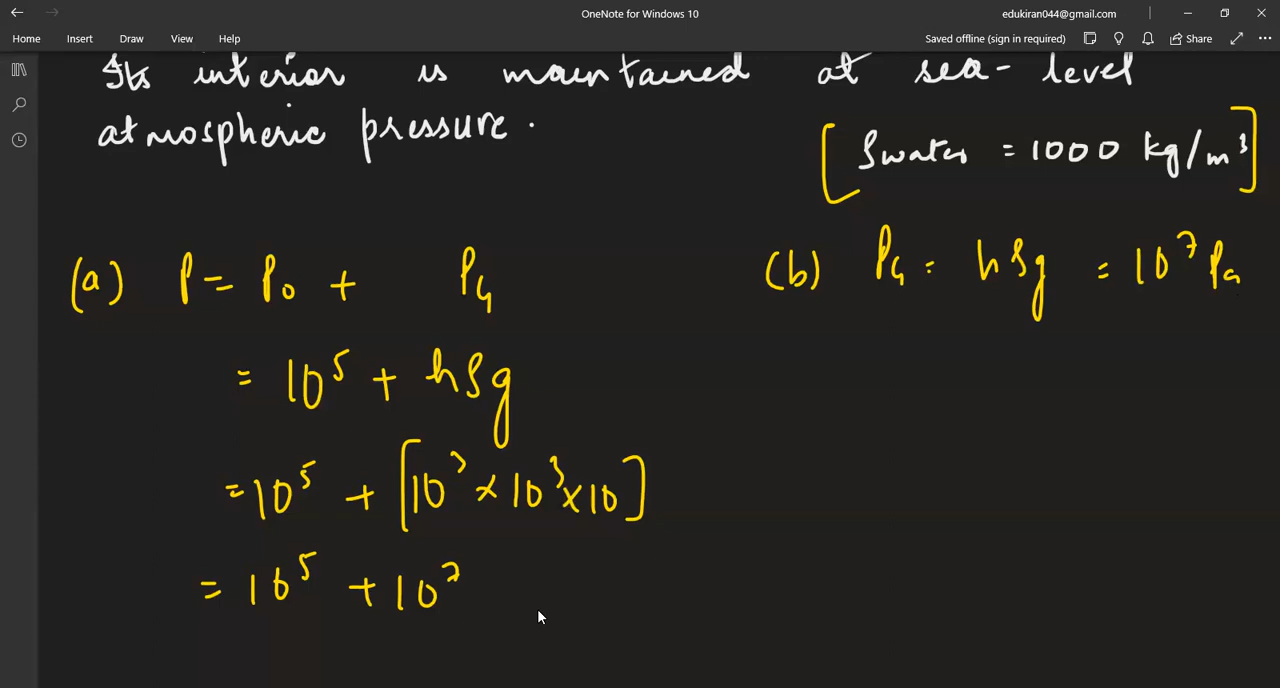 OneNote for Windows 10
edukiran044@gmail.com
Home Insert Draw View Help
Saved offline (sign in required) Share
Its interior is maintained at sea-level
atmospheric pressure.
[ρwater = 1000 kg/m³]
(a) P = P₀ + PG
= 10⁵ + hρg
= 10⁵ + [10³ × 10³ × 10]
= 10⁵ + 10⁷
(b) PG = hρg = 10⁷ Pa